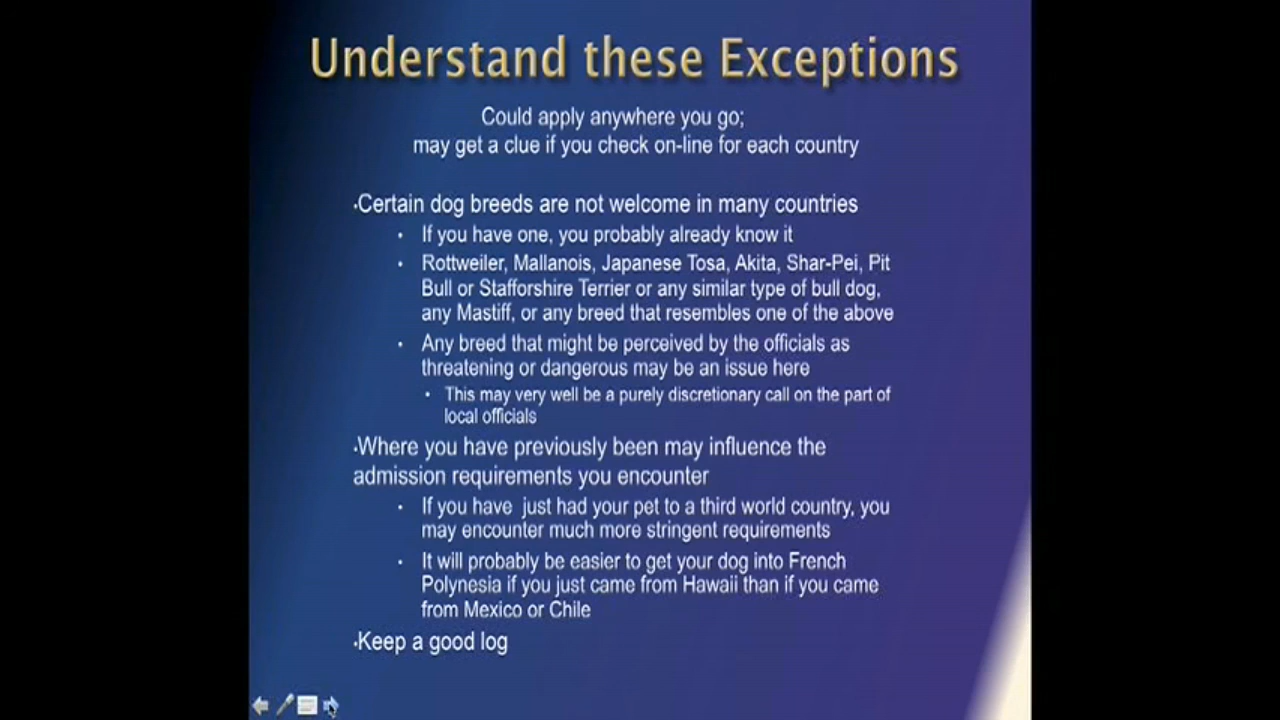 Understand these Exceptions
Could apply anywhere you go;
may get a clue if you check on-line for each country
•Certain dog breeds are not welcome in many countries
• If you have one, you probably already know it
• Rottweiler, Mallanois, Japanese Tosa, Akita, Shar-Pei, Pit
Bull or Stafforshire Terrier or any similar type of bull dog,
any Mastiff, or any breed that resembles one of the above
• Any breed that might be perceived by the officials as
threatening or dangerous may be an issue here
• This may very well be a purely discretionary call on the part of
local officials
•Where you have previously been may influence the
admission requirements you encounter
• If you have just had your pet to a third world country, you
may encounter much more stringent requirements
• It will probably be easier to get your dog into French
Polynesia if you just came from Hawaii than if you came
from Mexico or Chile
•Keep a good log